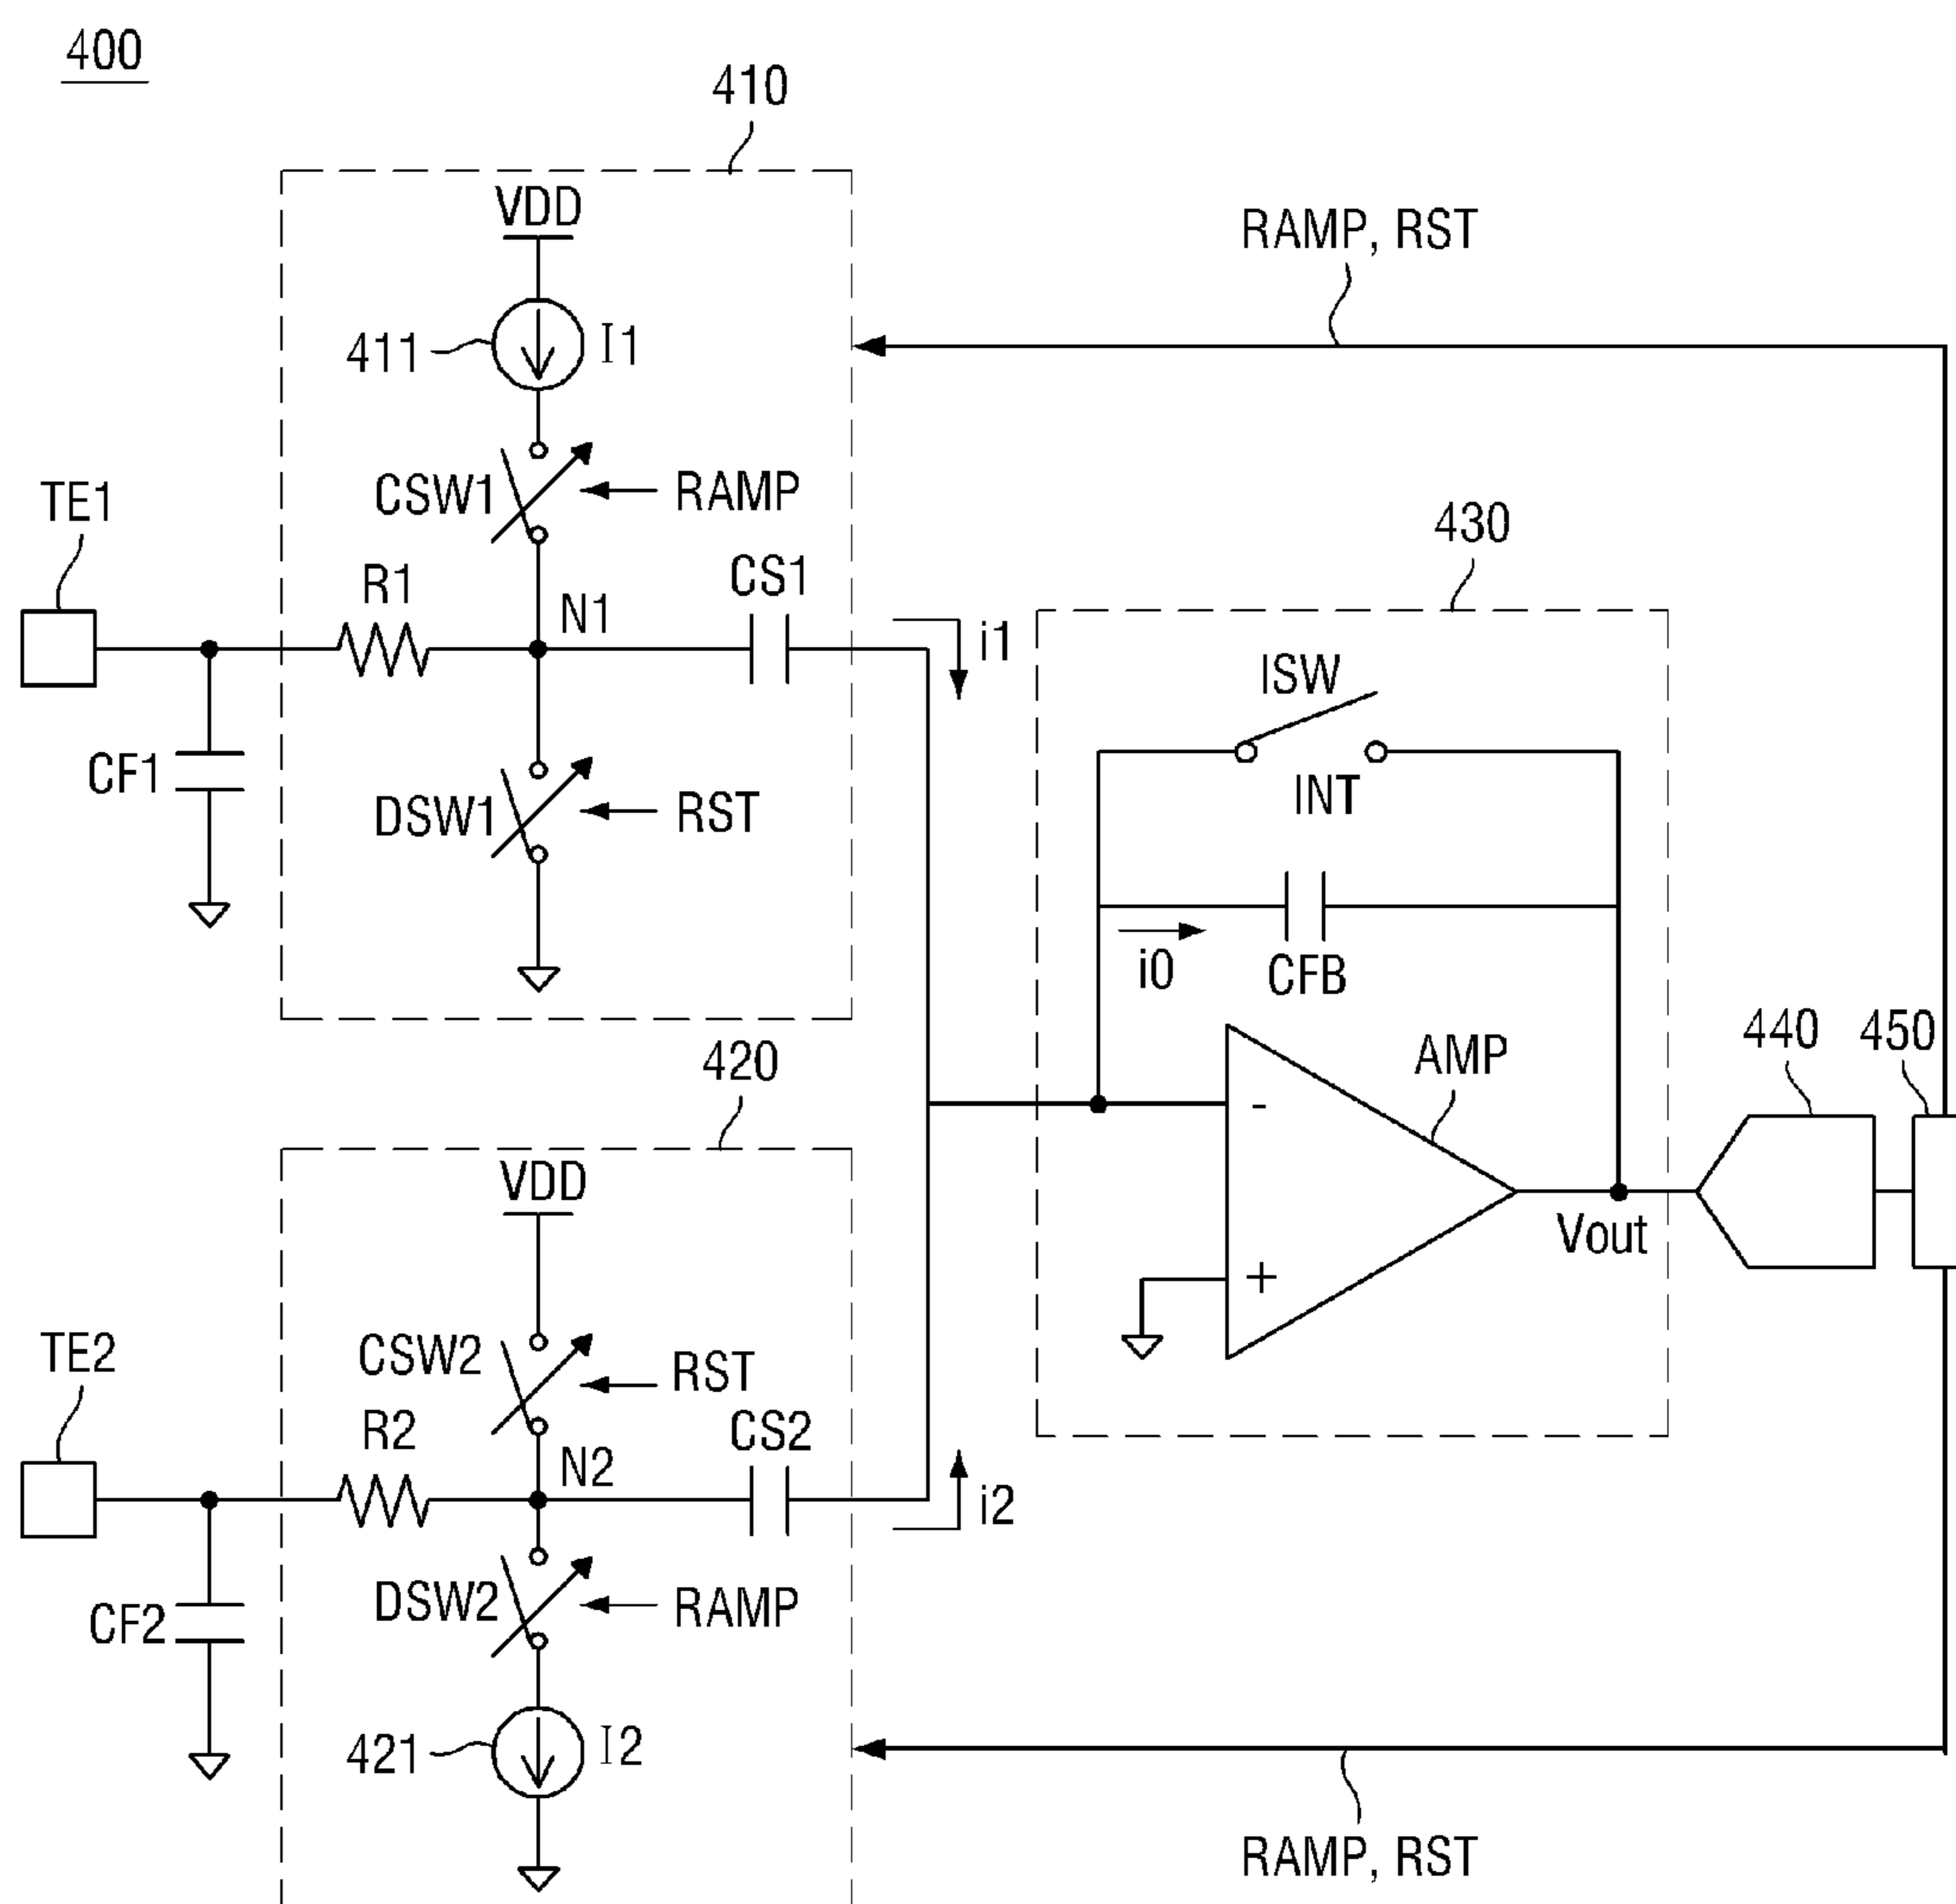 400
410
VDD
RAMP, RST
411
I1
CSW1
RAMP
TE1
430
R1
N1
CS1
i1
ISW
CF1
DSW1
RST
INT
i0
CFB
420
AMP
440
450
-
VDD
+
Vout
TE2
CSW2
RST
R2
N2
CS2
i2
DSW2
RAMP
CF2
421
I2
RAMP, RST